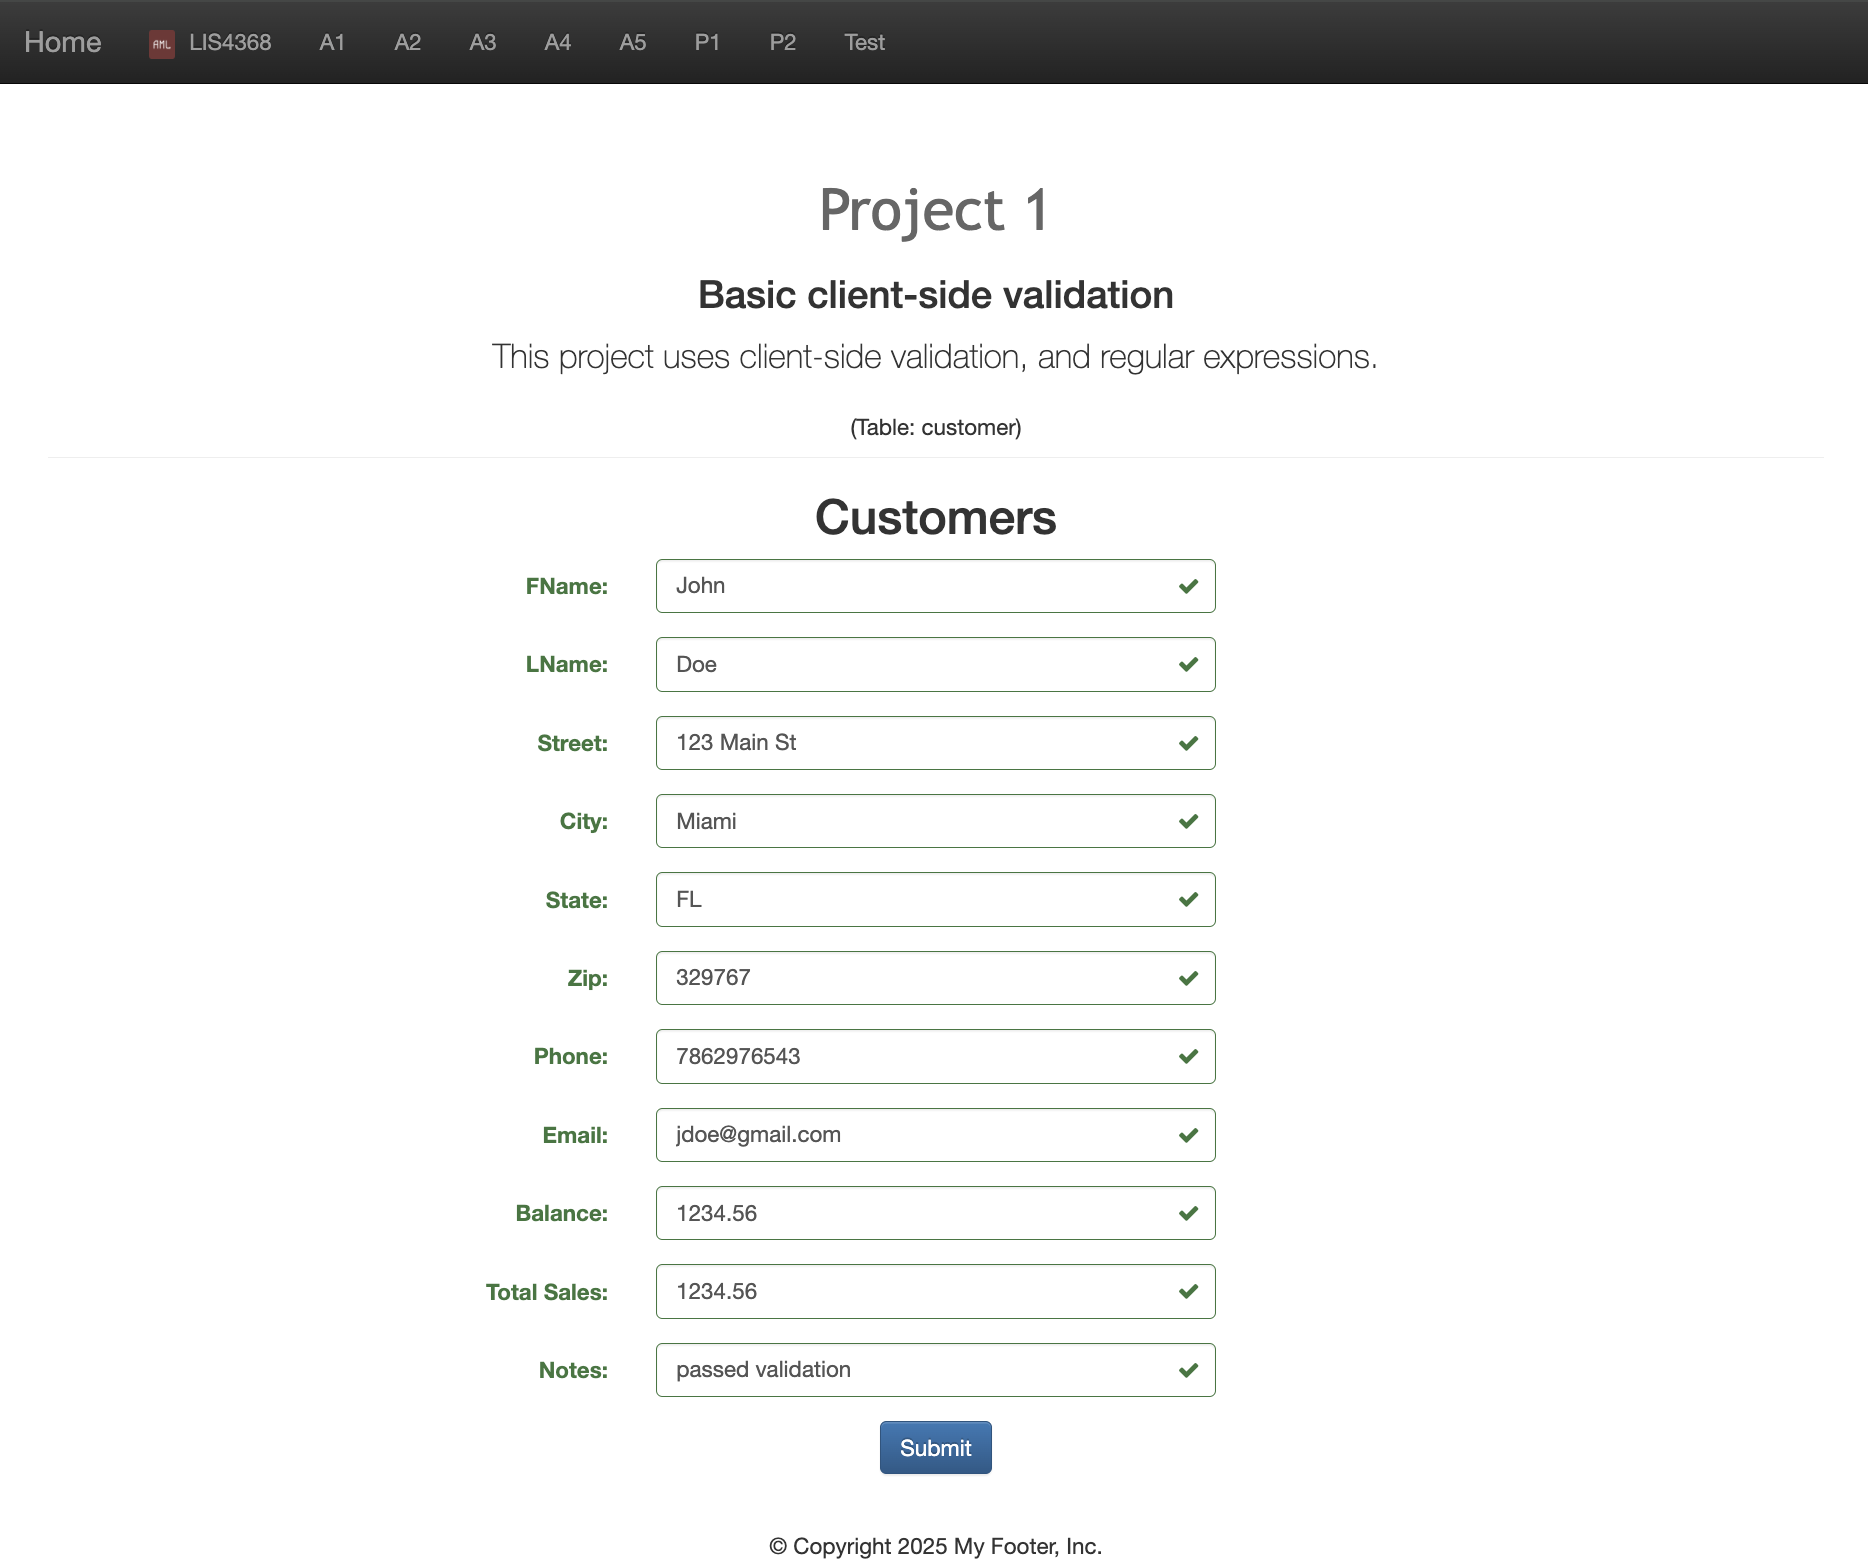 Home AML LIS4368 A1 A2 A3 A4 A5 P1 P2 Test
Project 1
Basic client-side validation
This project uses client-side validation, and regular expressions.
(Table: customer)
Customers
FName: John
LName: Doe
Street: 123 Main St
City: Miami
State: FL
Zip: 329767
Phone: 7862976543
Email: jdoe@gmail.com
Balance: 1234.56
Total Sales: 1234.56
Notes: passed validation
Submit
© Copyright 2025 My Footer, Inc.